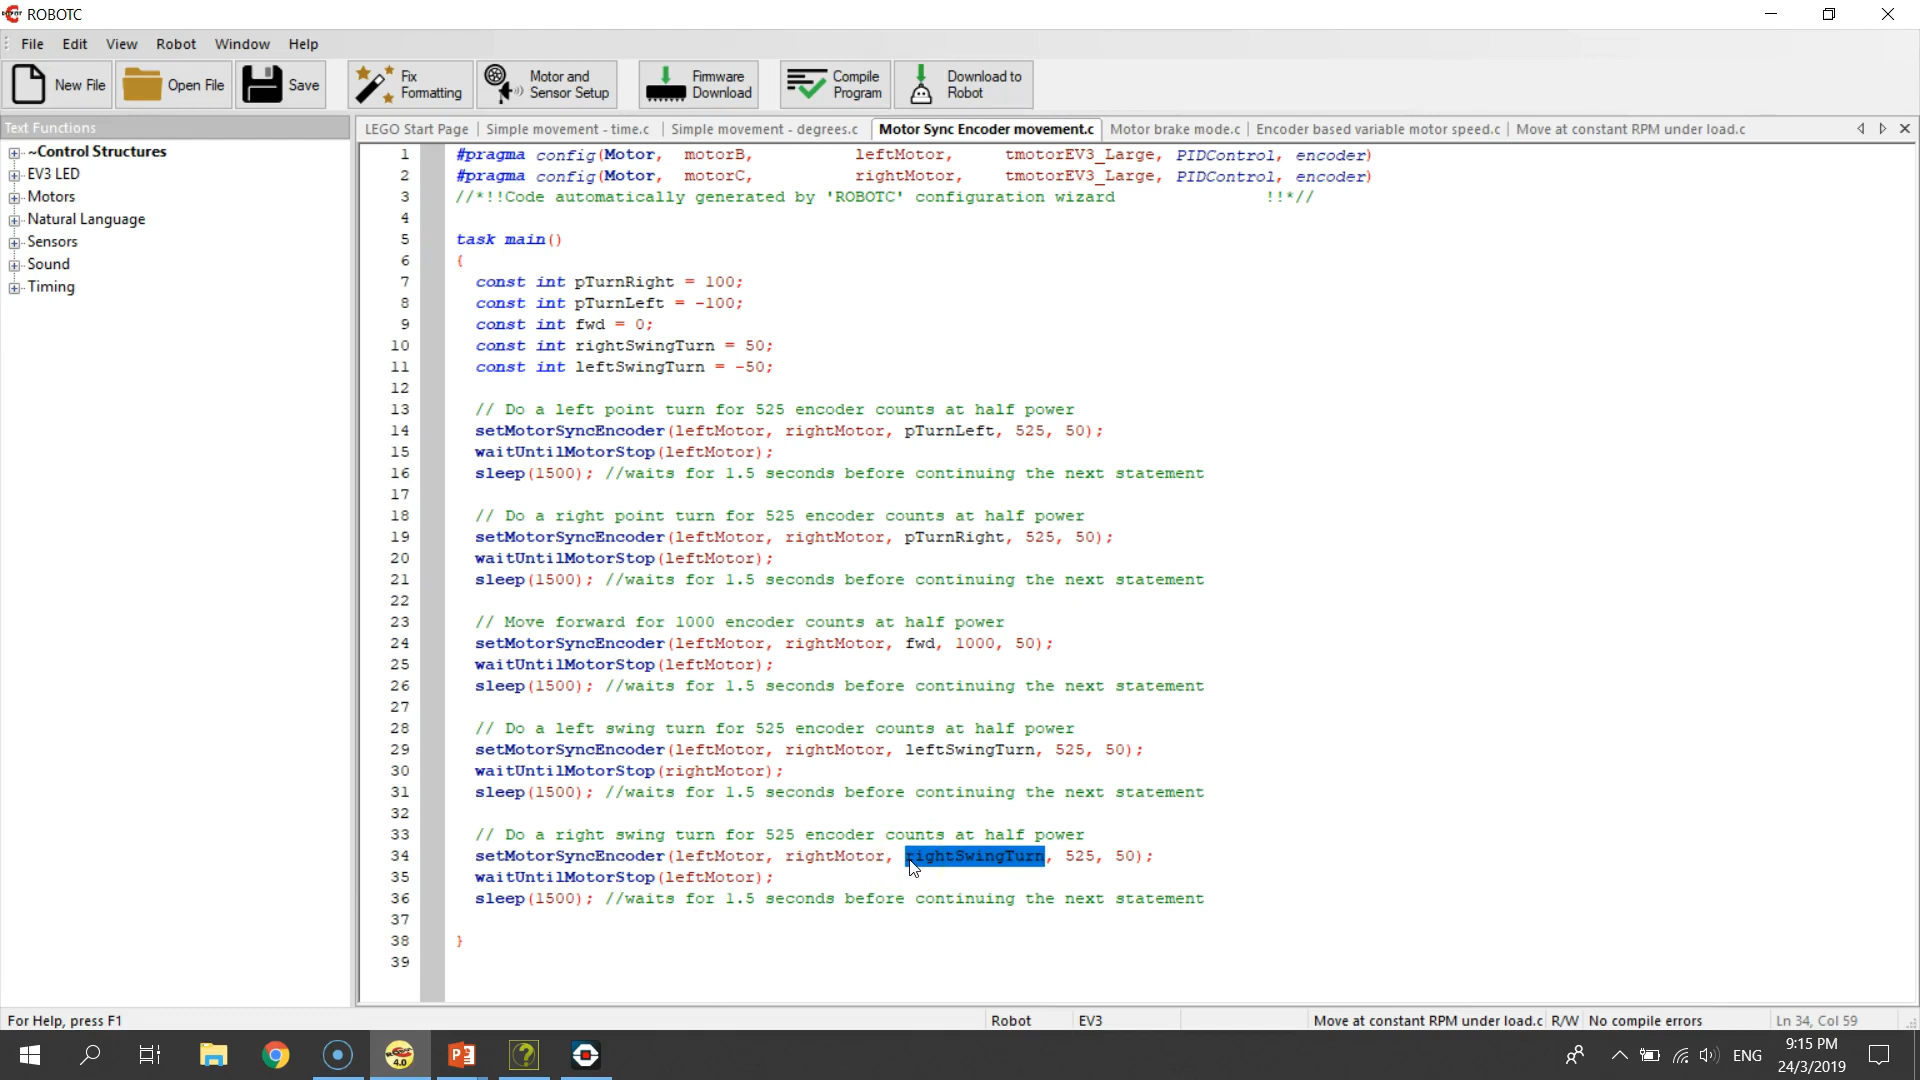 ROBOTC
File Edit View Robot Window Help
New File Open File Save Fix Formatting Motor and Sensor Setup Firmware Download Compile Program Download to Robot
Text Functions
~Control Structures
EV3 LED
Motors
Natural Language
Sensors
Sound
Timing
LEGO Start Page Simple movement - time.c Simple movement - degrees.c Motor Sync Encoder movement.c Motor brake mode.c Encoder based variable motor speed.c Move at constant RPM under load.c
1 #pragma config(Motor, motorB, leftMotor, tmotorEV3_Large, PIDControl, encoder)
2 #pragma config(Motor, motorC, rightMotor, tmotorEV3_Large, PIDControl, encoder)
3 //*!!Code automatically generated by 'ROBOTC' configuration wizard !!*//
4
5 task main()
6 {
7 const int pTurnRight = 100;
8 const int pTurnLeft = -100;
9 const int fwd = 0;
10 const int rightSwingTurn = 50;
11 const int leftSwingTurn = -50;
12
13 // Do a left point turn for 525 encoder counts at half power
14 setMotorSyncEncoder(leftMotor, rightMotor, pTurnLeft, 525, 50);
15 waitUntilMotorStop(leftMotor);
16 sleep(1500); //waits for 1.5 seconds before continuing the next statement
17
18 // Do a right point turn for 525 encoder counts at half power
19 setMotorSyncEncoder(leftMotor, rightMotor, pTurnRight, 525, 50);
20 waitUntilMotorStop(leftMotor);
21 sleep(1500); //waits for 1.5 seconds before continuing the next statement
22
23 // Move forward for 1000 encoder counts at half power
24 setMotorSyncEncoder(leftMotor, rightMotor, fwd, 1000, 50);
25 waitUntilMotorStop(leftMotor);
26 sleep(1500); //waits for 1.5 seconds before continuing the next statement
27
28 // Do a left swing turn for 525 encoder counts at half power
29 setMotorSyncEncoder(leftMotor, rightMotor, leftSwingTurn, 525, 50);
30 waitUntilMotorStop(rightMotor);
31 sleep(1500); //waits for 1.5 seconds before continuing the next statement
32
33 // Do a right swing turn for 525 encoder counts at half power
34 setMotorSyncEncoder(leftMotor, rightMotor, rightSwingTurn, 525, 50);
35 waitUntilMotorStop(leftMotor);
36 sleep(1500); //waits for 1.5 seconds before continuing the next statement
37
38 }
39
For Help, press F1 Robot EV3 Move at constant RPM under load.c R/W No compile errors Ln 34, Col 59
4.0 ENG 9:15 PM
24/3/2019